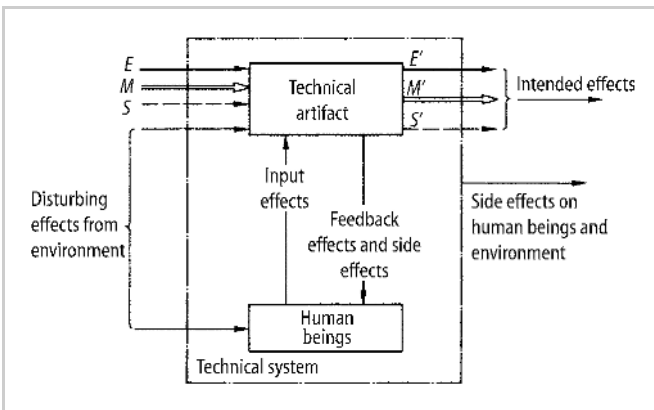 E
M
S
Technical
artifact
E'
M'
S'
Intended effects
Input
effects
Feedback
effects and side
effects
Disturbing
effects from
environment
Side effects on
human beings and
environment
Human
beings
Technical system